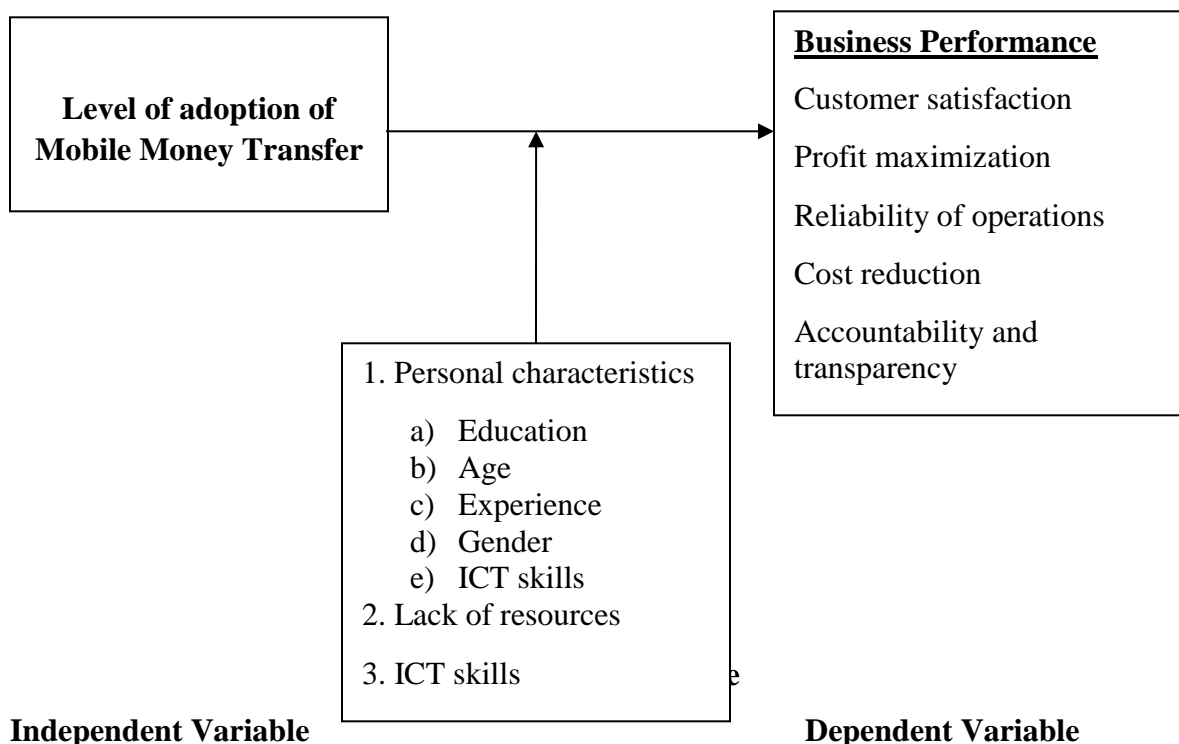 Level of adoption of
Mobile Money Transfer
Business Performance
Customer satisfaction
Profit maximization
Reliability of operations
Cost reduction
Accountability and
transparency
1. Personal characteristics
a) Education
b) Age
c) Experience
d) Gender
e) ICT skills
2. Lack of resources
3. ICT skills
Independent Variable
Dependent Variable